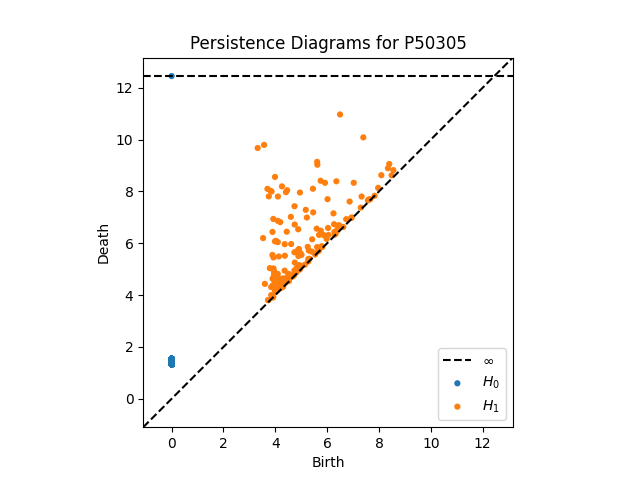 Persistence Diagrams for P50305
Death
12
10
8
6
4
2
0
0 2 4 6 8 10 12
Birth
∞
H₀
H₁